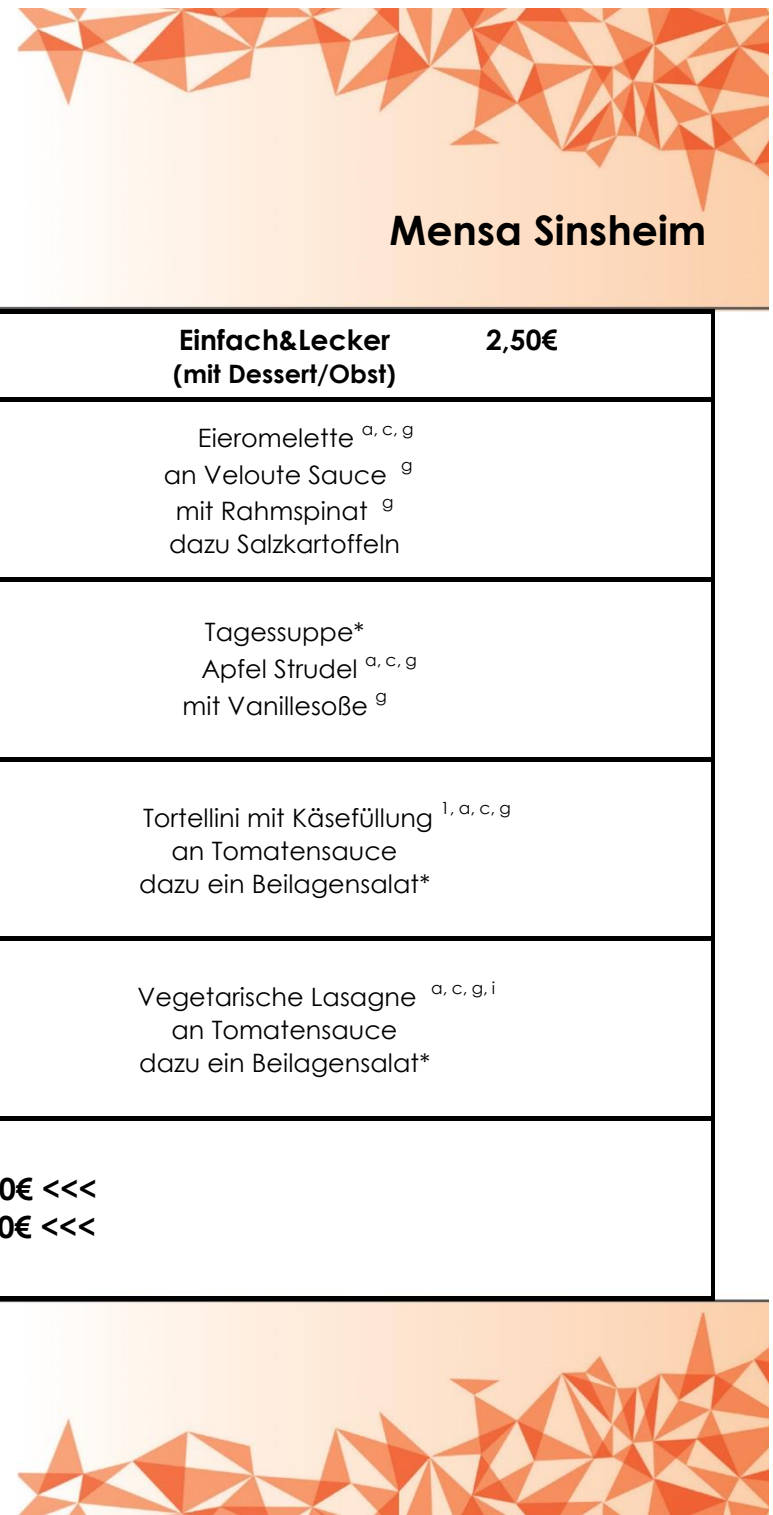 Mensa Sinsheim
Einfach&Lecker 2,50€
(mit Dessert/Obst)
Eieromelette a, c, g
an Veloute Sauce g
mit Rahmspinat g
dazu Salzkartoffeln
Tagessuppe*
Apfel Strudel a, c, g
mit Vanillesoße g
Tortellini mit Käsefüllung 1, a, c, g
an Tomatensauce
dazu ein Beilagensalat*
Vegetarische Lasagne a, c, g, i
an Tomatensauce
dazu ein Beilagensalat*
0€ <<<
0€ <<<